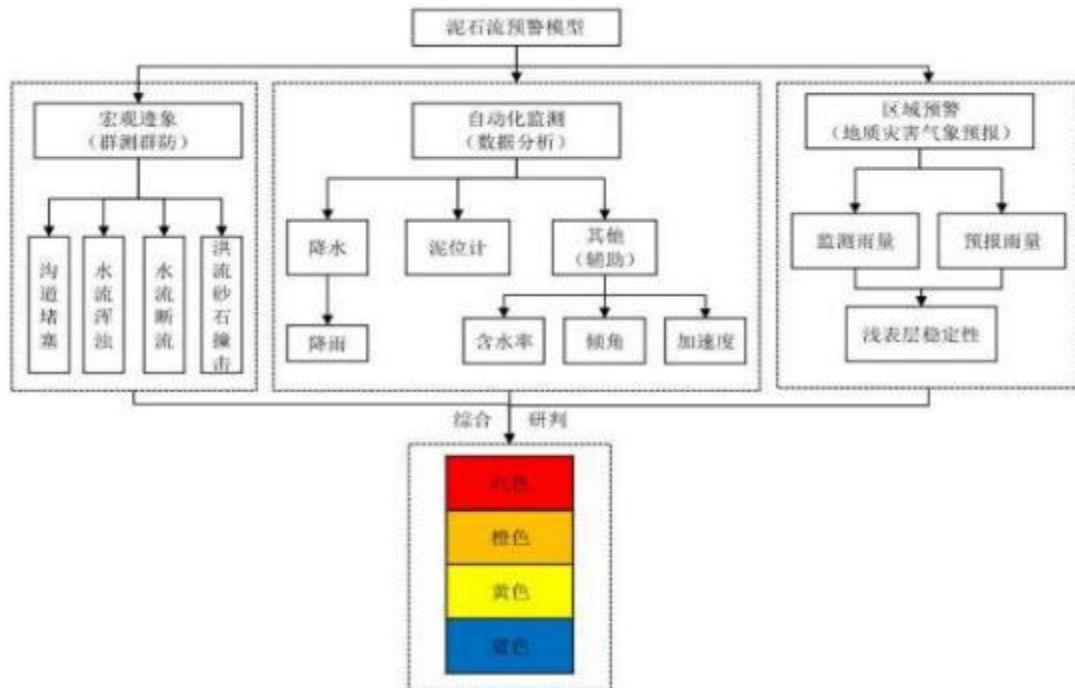 泥石流预警模型
宏观迹象
（群测群防）
沟道堵塞
水流浑浊
水流断流
洪流砂石撞击
自动化监测
（数据分析）
降水
泥位计
其他
（辅助）
降雨
含水率
倾角
加速度
区域预警
（地质灾害气象预报）
监测雨量
预报雨量
浅表层稳定性
综合
研判
红色
橙色
黄色
蓝色